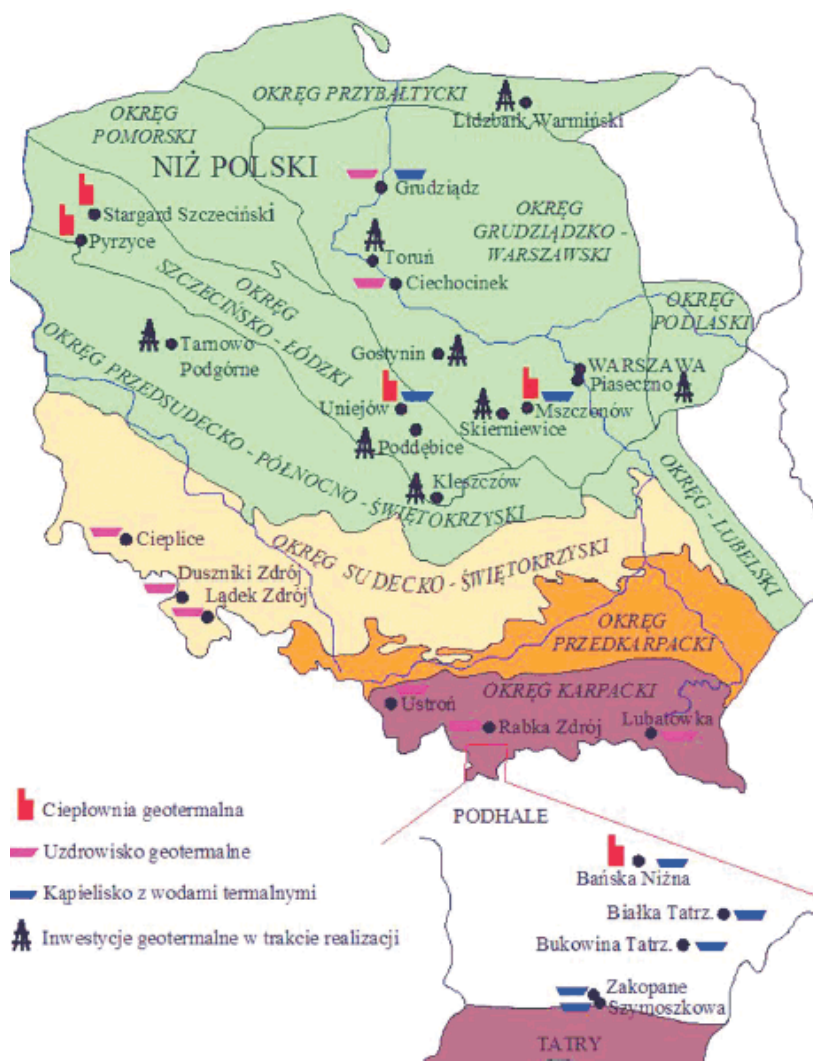 OKRĘG PRZYBAŁTYCKI
OKRĘG
POMORSKI
Lidzbark Warmiński
NIŻ POLSKI
Grudziądz
Stargard Szczeciński
OKRĘG
GRUDZIĄDZKO -
WARSZAWSKI
Pyrzyce
Toruń
Ciechocinek
OKRĘG
SZCZECIŃSKO - ŁÓDZKI
OKRĘG
PODLASKI
Tarnowo
Podgórne
Gostynin
WARSZAWA
Piaseczno
OKRĘG PRZEDSUDECKO - PÓŁNOCNO - ŚWIĘTOKRZYSKI
Uniejów
Mszczonów
Skierniewice
Poddębice
Kleszczów
OKRĘG - LUBELSKI
Cieplice
OKRĘG SUDECKO - ŚWIĘTOKRZYSKI
Duszniki Zdrój
Lądek Zdrój
OKRĘG
PRZEDKARPACKI
OKRĘG KARPACKI
Ustroń
Rabka Zdrój
Lubatówka
Ciepłownia geotermalna
PODHALE
Uzdrowisko geotermalne
Kąpielisko z wodami termalnymi
Bańska Niżna
Inwestycje geotermalne w trakcie realizacji
Białka Tatrz.
Bukowina Tatrz.
Zakopane
Szymoszkowa
TATRY